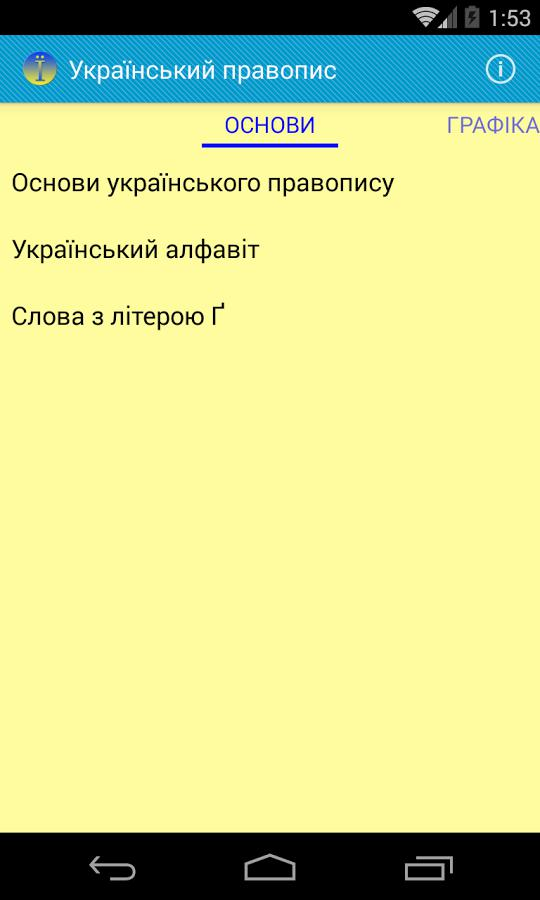 1:53
Український правопис
ОСНОВИ
ГРАФІКА
Основи українського правопису
Український алфавіт
Слова з літерою Ґ